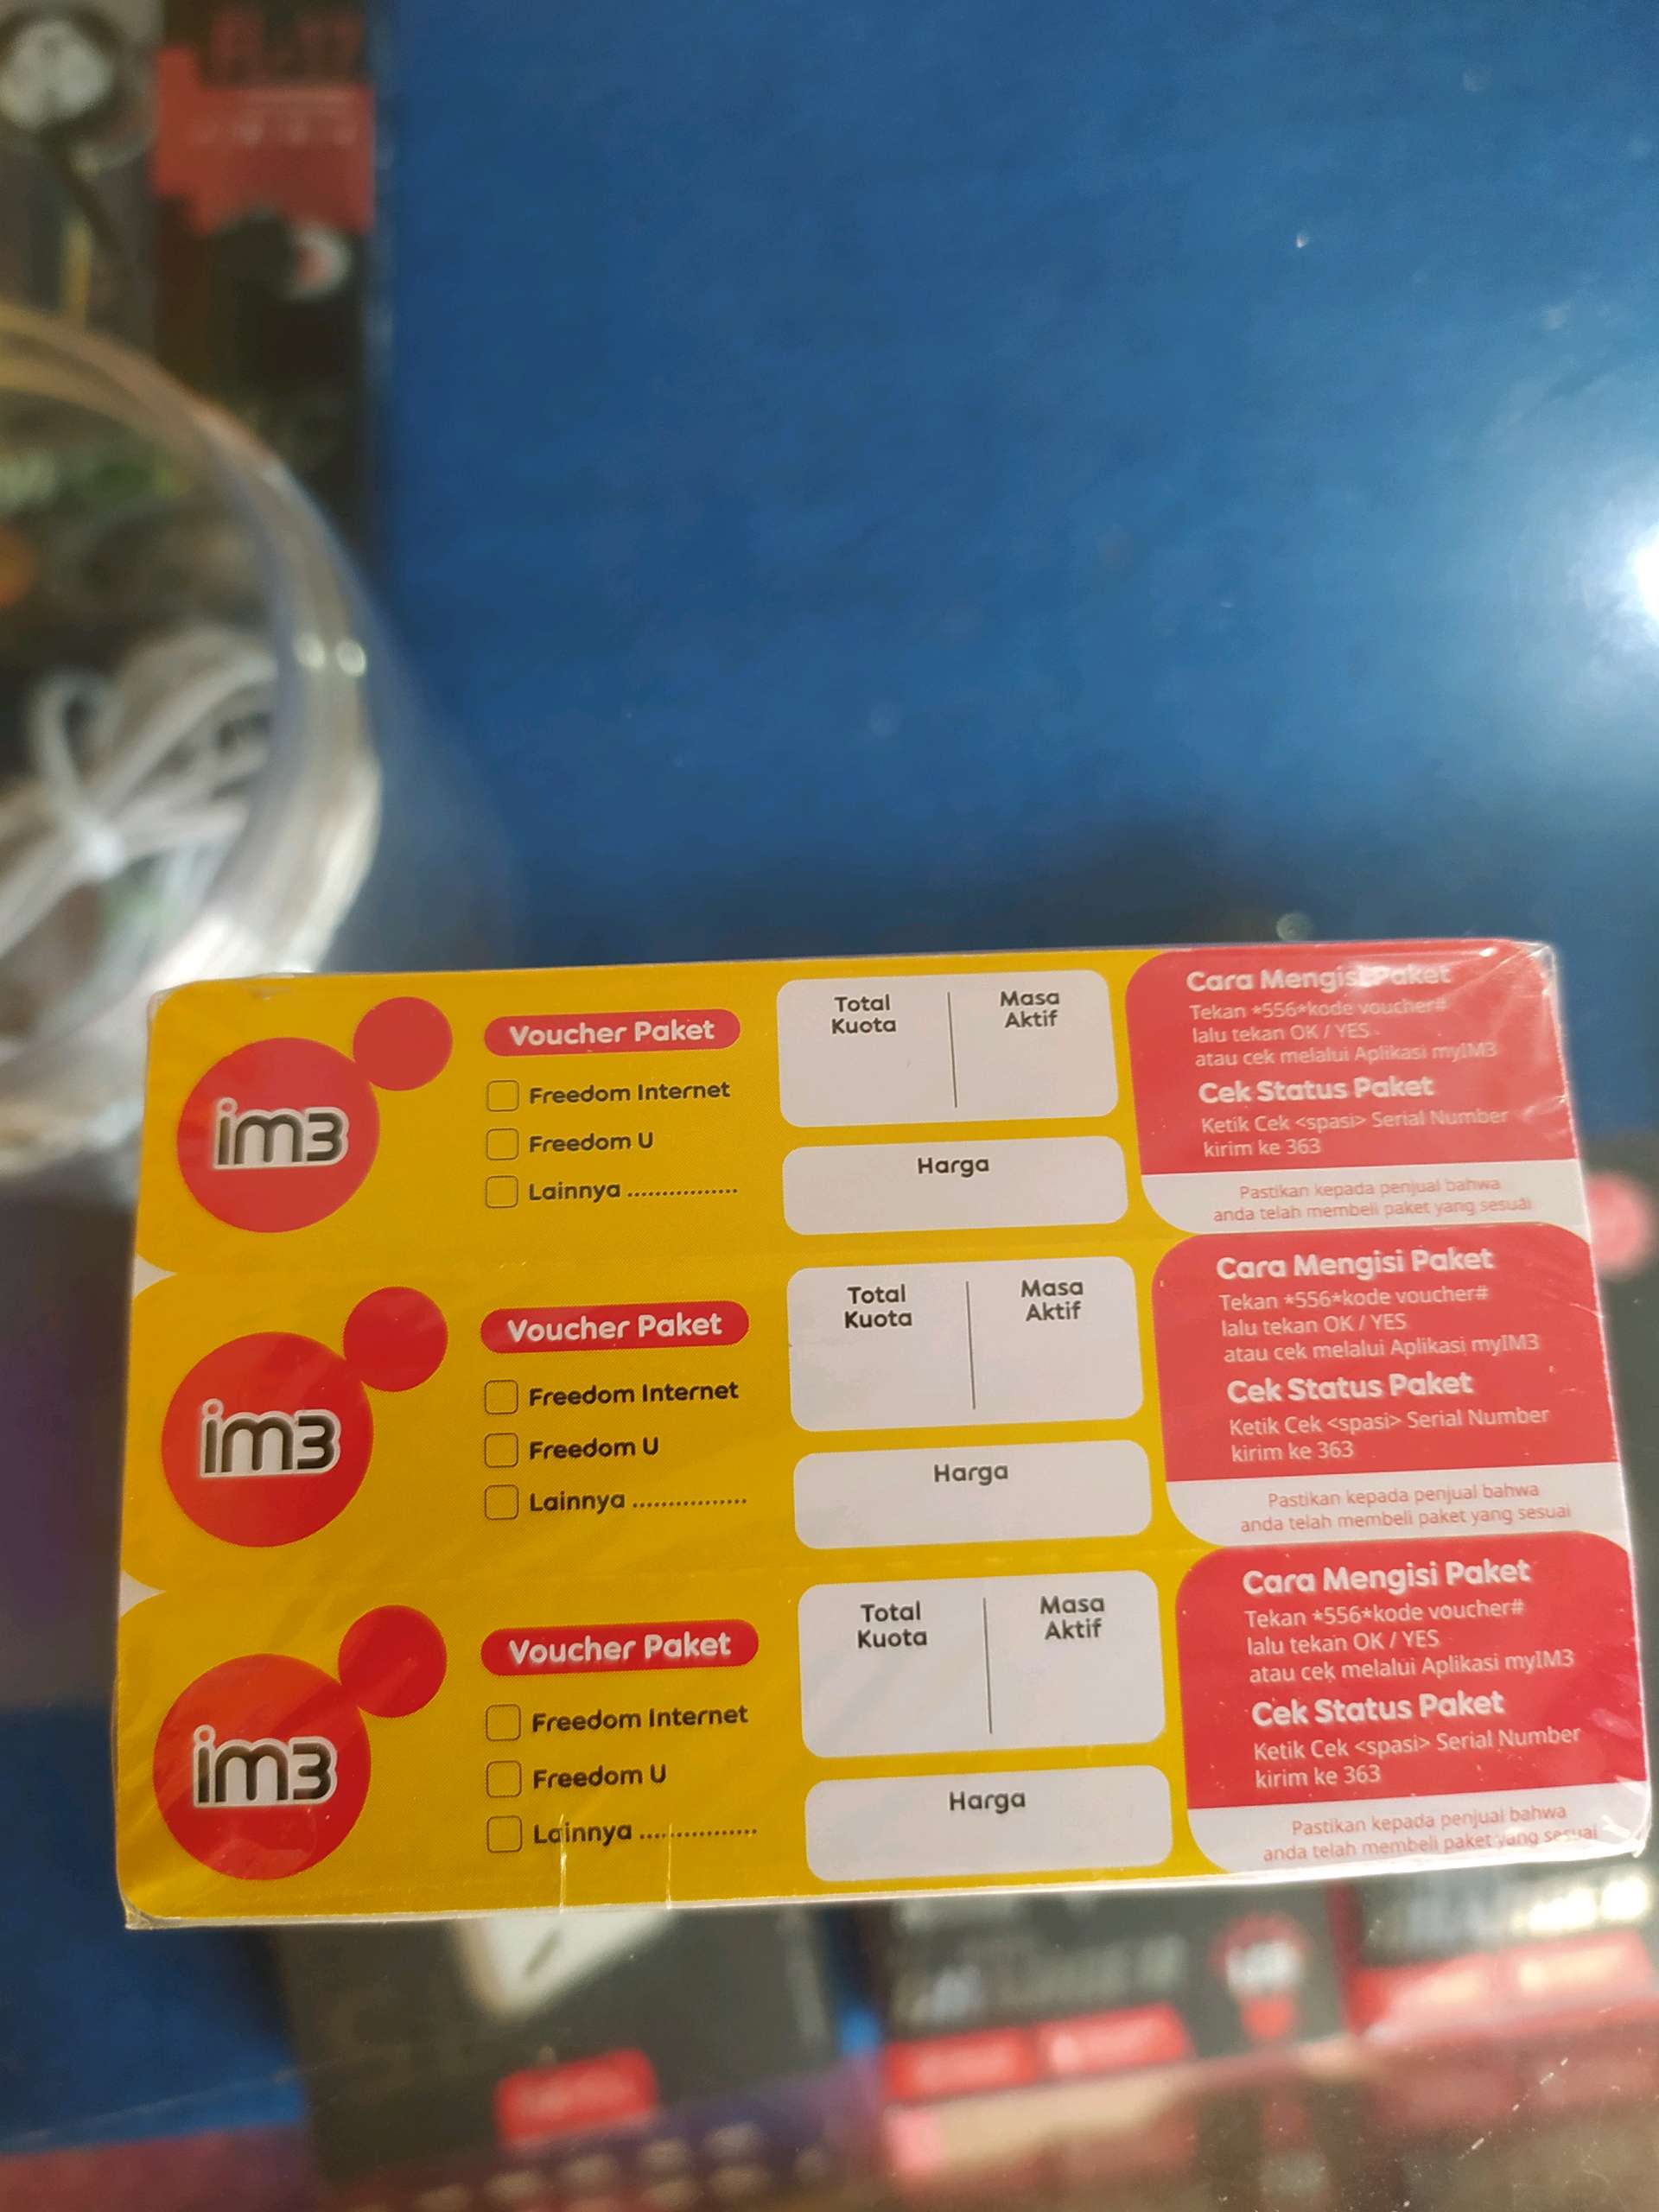 im3
Voucher Paket
Freedom Internet
Freedom U
Lainnya ................
Total
Kuota
Masa
Aktif
Harga
Cara Mengisi Paket
Tekan *556*kode voucher#
lalu tekan OK / YES
atau cek melalui Aplikasi myIM3
Cek Status Paket
Ketik Cek <spasi> Serial Number
kirim ke 363
Pastikan kepada penjual bahwa
anda telah membeli paket yang sesuai
im3
Voucher Paket
Freedom Internet
Freedom U
Lainnya ................
Total
Kuota
Masa
Aktif
Harga
Cara Mengisi Paket
Tekan *556*kode voucher#
lalu tekan OK / YES
atau cek melalui Aplikasi myIM3
Cek Status Paket
Ketik Cek <spasi> Serial Number
kirim ke 363
Pastikan kepada penjual bahwa
anda telah membeli paket yang sesuai
im3
Voucher Paket
Freedom Internet
Freedom U
Lainnya ................
Total
Kuota
Masa
Aktif
Harga
Cara Mengisi Paket
Tekan *556*kode voucher#
lalu tekan OK / YES
atau cek melalui Aplikasi myIM3
Cek Status Paket
Ketik Cek <spasi> Serial Number
kirim ke 363
Pastikan kepada penjual bahwa
anda telah membeli paket yang sesuai